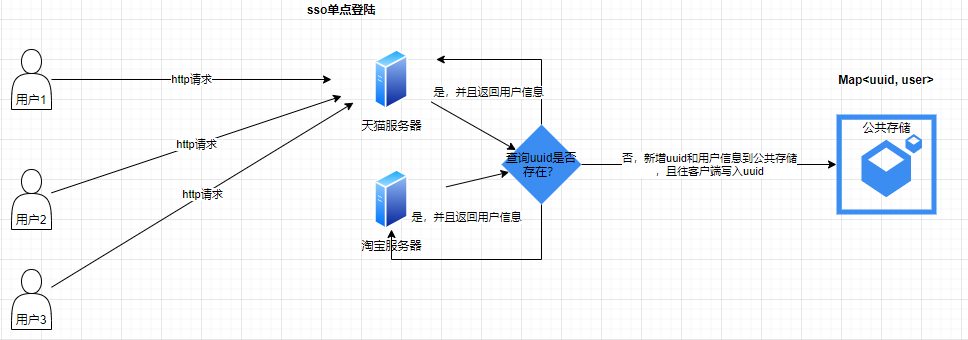 sso单点登陆
用户1
http请求
天猫服务器
是，并且返回用户信息
Map<uuid, user>
公共存储
查询uuid是否
存在？
否，新增uuid和用户信息到公共存储
，且往客户端写入uuid
http请求
用户2
http请求
是，并且返回用户信息
淘宝服务器
用户3